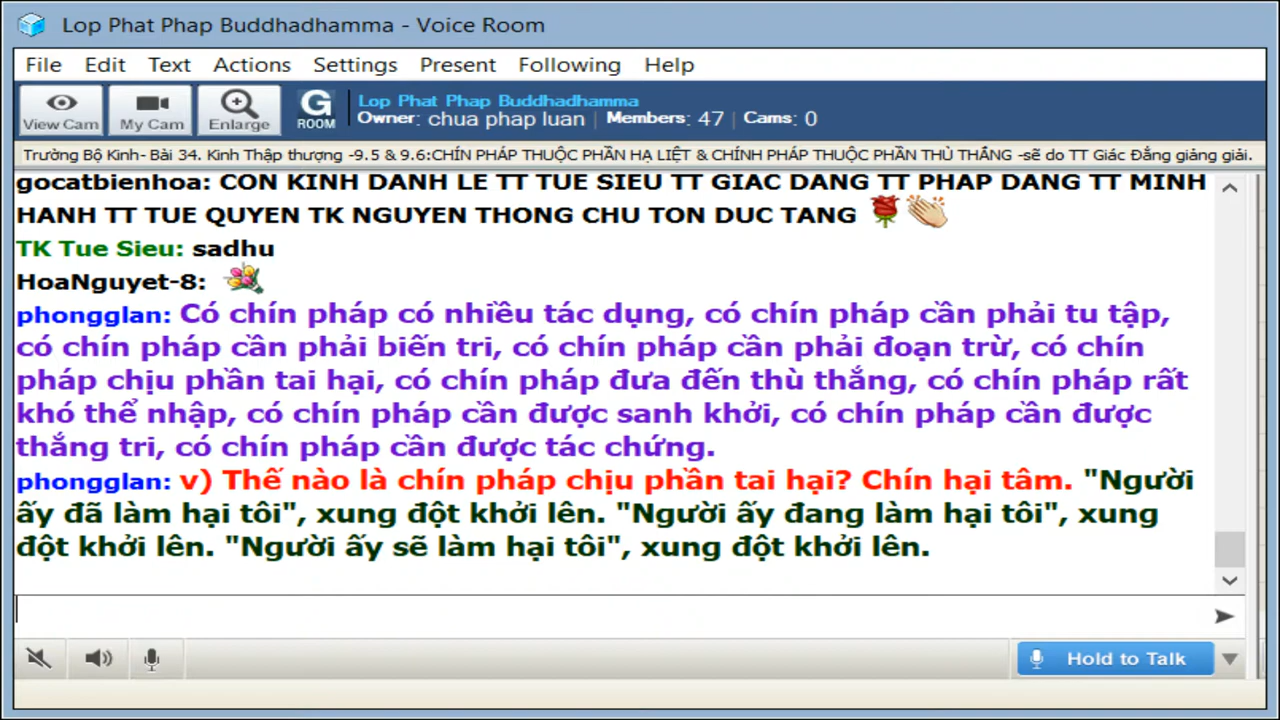 Lop Phat Phap Buddhadhamma - Voice Room
File Edit Text Actions Settings Present Following Help
View Cam My Cam Enlarge G ROOM
Lop Phat Phap Buddhadhamma
Owner: chua phap luan | Members: 47 | Cams: 0
Trường Bộ Kinh- Bài 34. Kinh Thập thượng -9.5 & 9.6:CHÍN PHÁP THUỘC PHẦN HẠ LIỆT & CHÍNH PHÁP THUỘC PHẦN THÙ THẮNG -sẽ do TT Giác Đẳng giảng giải.
gocatbienhoa: CON KINH DANH LE TT TUE SIEU TT GIAC DANG TT PHAP DANG TT MINH
HANH TT TUE QUYEN TK NGUYEN THONG CHU TON DUC TANG
TK Tue Sieu: sadhu
HoaNguyet-8:
phongglan: Có chín pháp có nhiều tác dụng, có chín pháp cần phải tu tập,
có chín pháp cần phải biến tri, có chín pháp cần phải đoạn trừ, có chín
pháp chịu phần tai hại, có chín pháp đưa đến thù thắng, có chín pháp rất
khó thể nhập, có chín pháp cần được sanh khởi, có chín pháp cần được
thắng tri, có chín pháp cần được tác chứng.
phongglan: v) Thế nào là chín pháp chịu phần tai hại? Chín hại tâm. "Người
ấy đã làm hại tôi", xung đột khởi lên. "Người ấy đang làm hại tôi", xung
đột khởi lên. "Người ấy sẽ làm hại tôi", xung đột khởi lên.
Hold to Talk